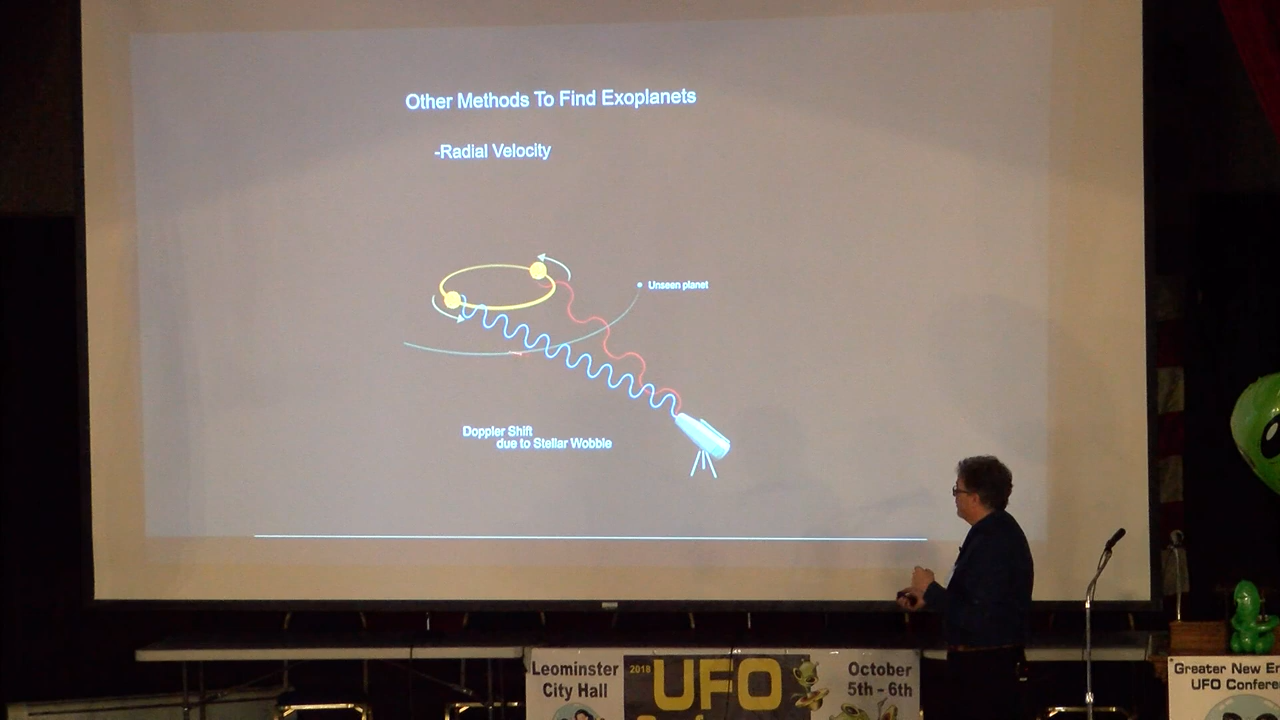 Other Methods To Find Exoplanets
-Radial Velocity
Unseen planet
Doppler Shift
due to Stellar Wobble
Leominster
City Hall
2018
UFO
October
5th - 6th
Greater New
UFO